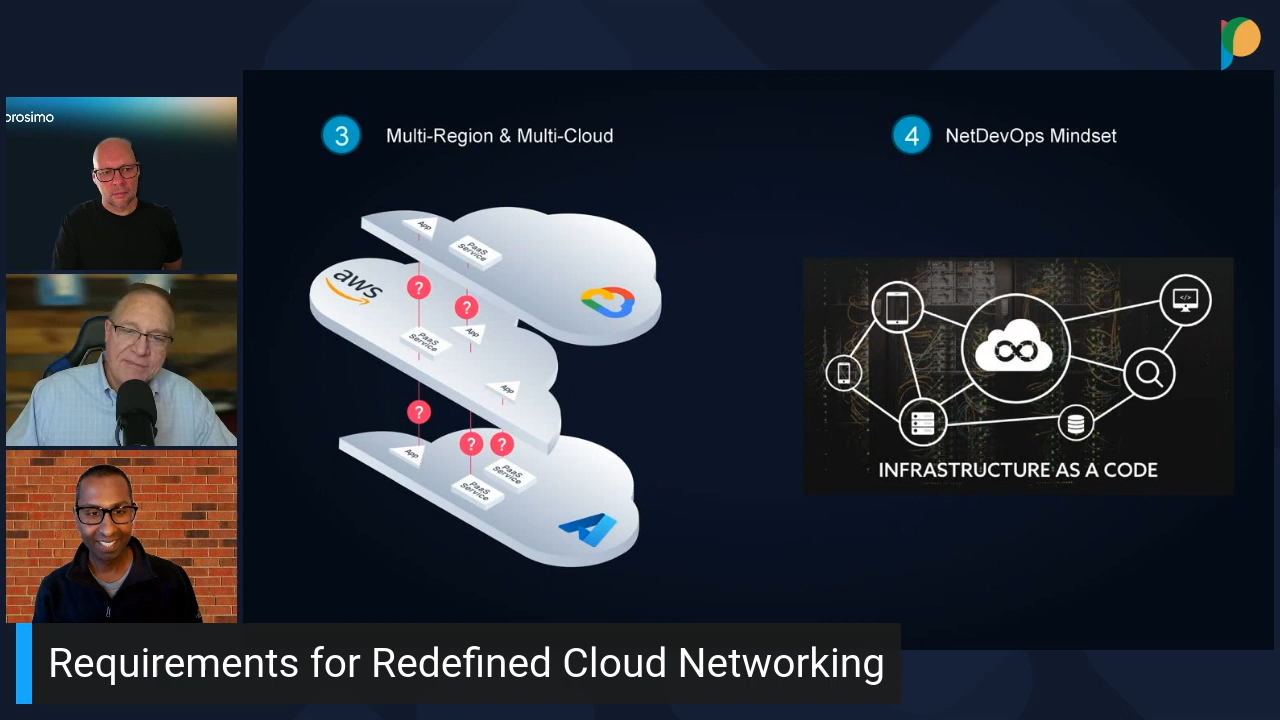 prosimo
3 Multi-Region & Multi-Cloud
4 NetDevOps Mindset
App
PaaS
Service
aws
?
?
App
PaaS
Service
App
?
?
?
App
PaaS
Service
PaaS
Service
</>
INFRASTRUCTURE AS A CODE
Requirements for Redefined Cloud Networking